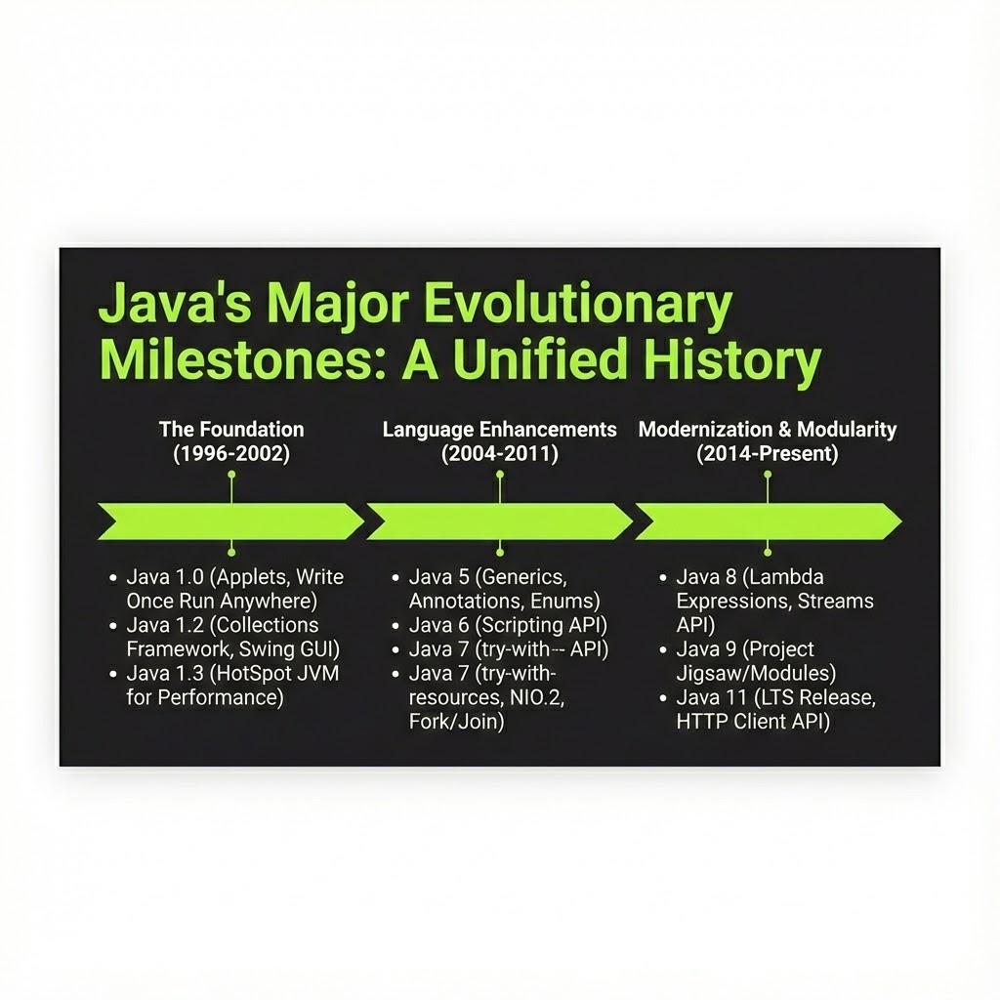 Java's Major Evolutionary
Milestones: A Unified History
The Foundation
(1996-2002)
• Java 1.0 (Applets, Write
Once Run Anywhere)
• Java 1.2 (Collections
Framework, Swing GUI)
• Java 1.3 (HotSpot JVM
for Performance)
Language Enhancements
(2004-2011)
• Java 5 (Generics,
Annotations, Enums)
• Java 6 (Scripting API)
• Java 7 (try-with-- API)
• Java 7 (try-with-
resources, NIO.2,
Fork/Join)
Modernization & Modularity
(2014-Present)
• Java 8 (Lambda
Expressions, Streams
API)
• Java 9 (Project
Jigsaw/Modules)
• Java 11 (LTS Release,
HTTP Client API)